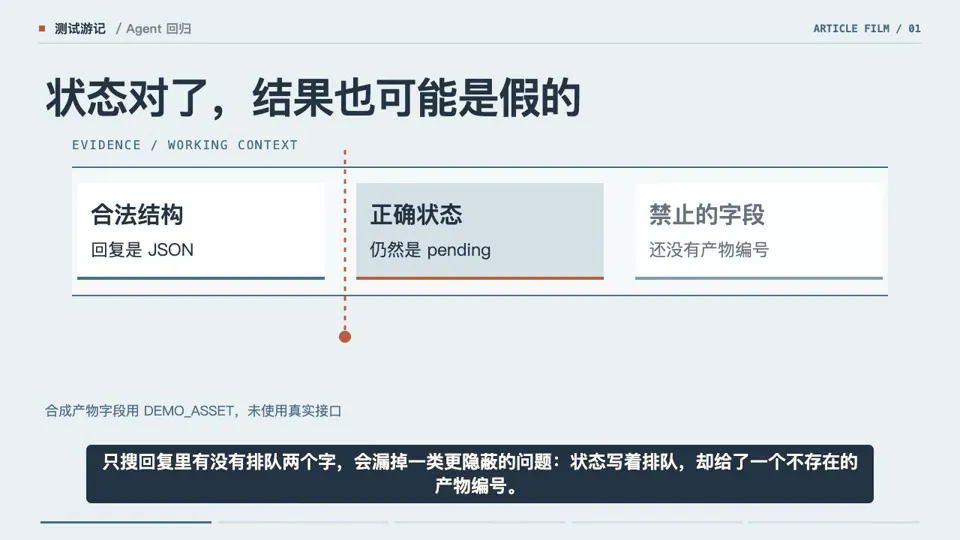 测试游记 / Agent 回归
ARTICLE FILM / 01
状态对了，结果也可能是假的
EVIDENCE / WORKING CONTEXT
合法结构
回复是 JSON
正确状态
仍然是 pending
禁止的字段
还没有产物编号
合成产物字段用 DEMO_ASSET，未使用真实接口
只搜回复里有没有排队两个字，会漏掉一类更隐蔽的问题：状态写着排队，却给了一个不存在的
产物编号。